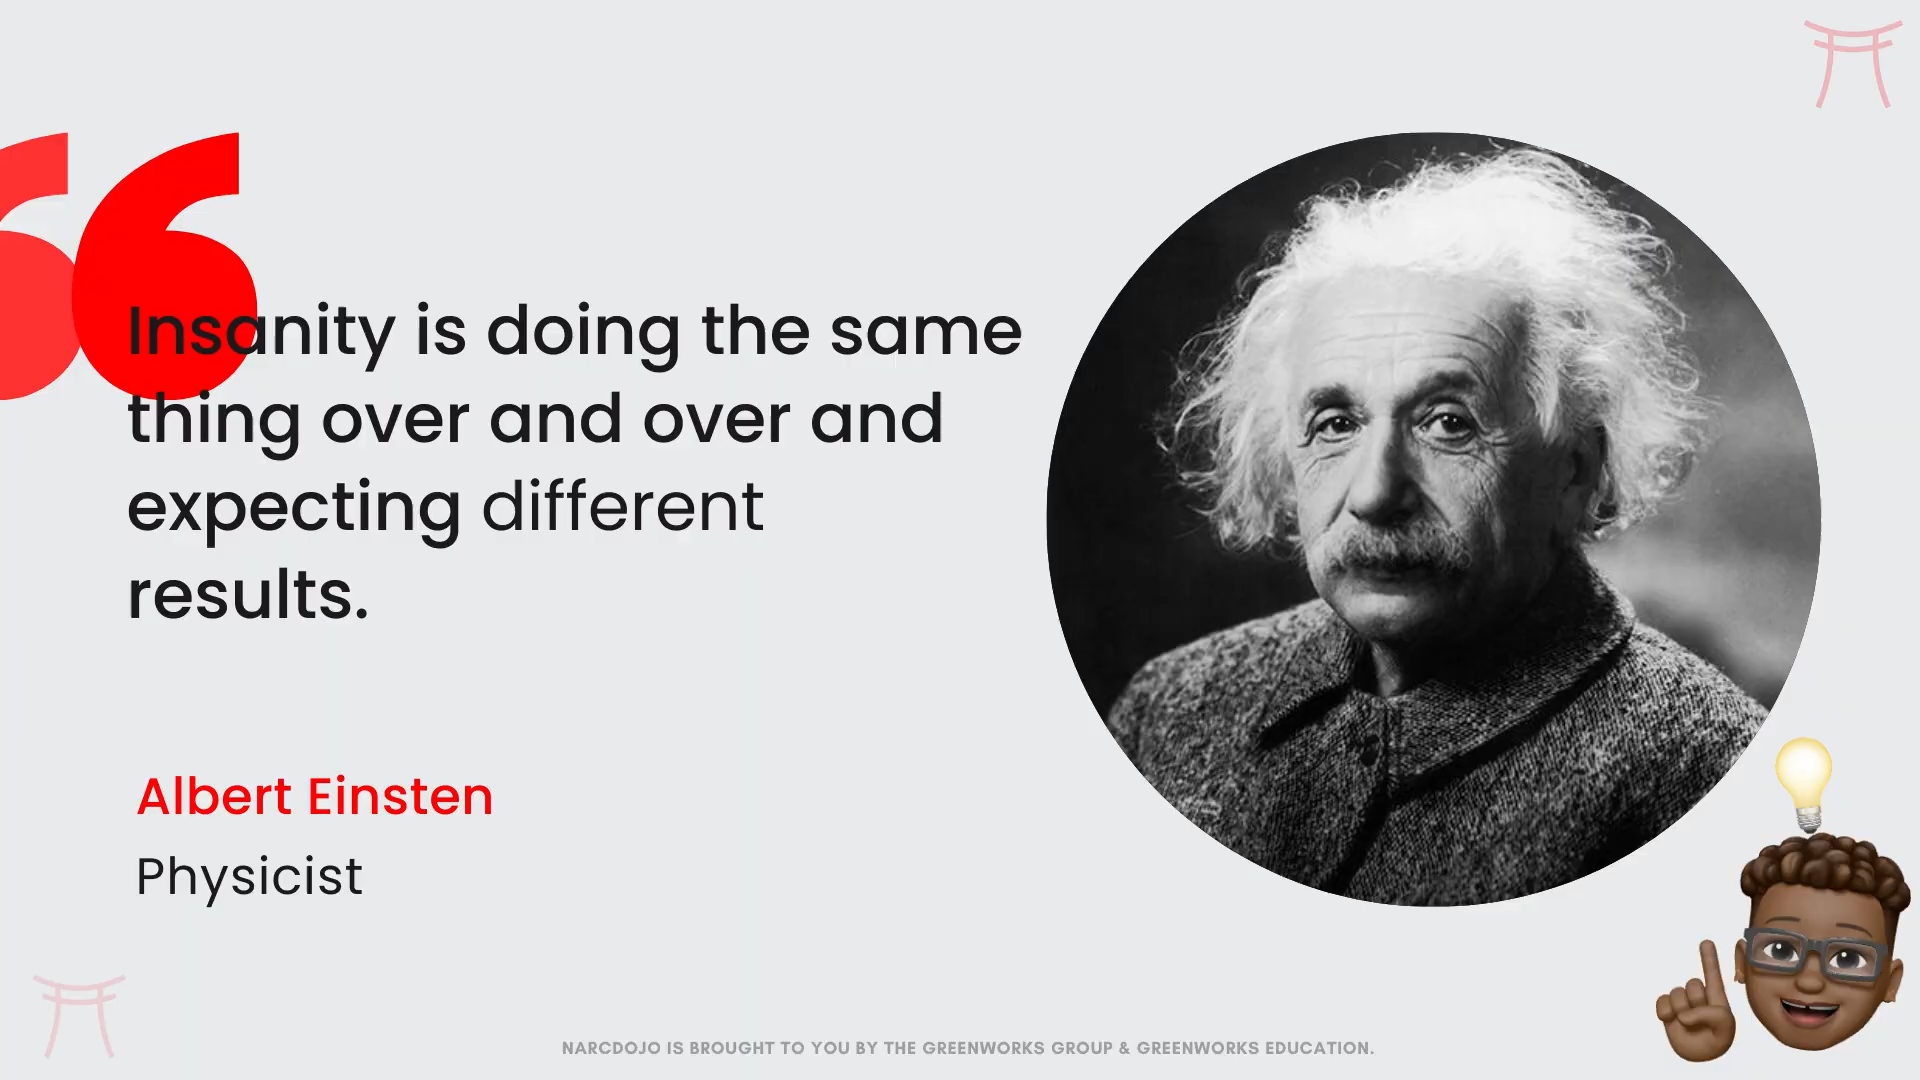 Insanity is doing the same
thing over and over and
expecting different
results.
Albert Einsten
Physicist
NARCDOJO IS BROUGHT TO YOU BY THE GREENWORKS GROUP & GREENWORKS EDUCATION.